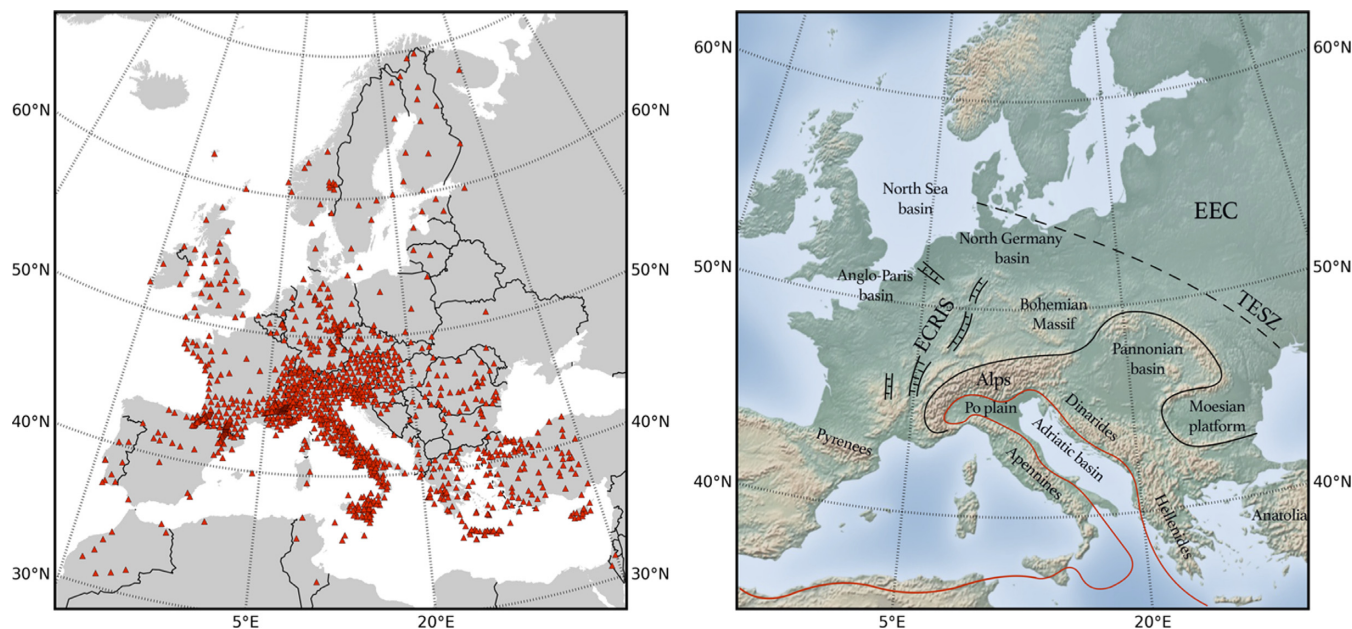 60°N
50°N
40°N
30°N
60°N
50°N
40°N
30°N
5°E
20°E
60°N
50°N
40°N
60°N
50°N
40°N
5°E
20°E
North Sea
basin
EEC
North Germany
basin
Anglo-Paris
basin
ECRIS
Bohemian
Massif
TESZ
Pannonian
basin
Alps
Po plain
Dinarides
Moesian
platform
Adriatic basin
Pyrenees
Apennines
Hellenides
Anatolia